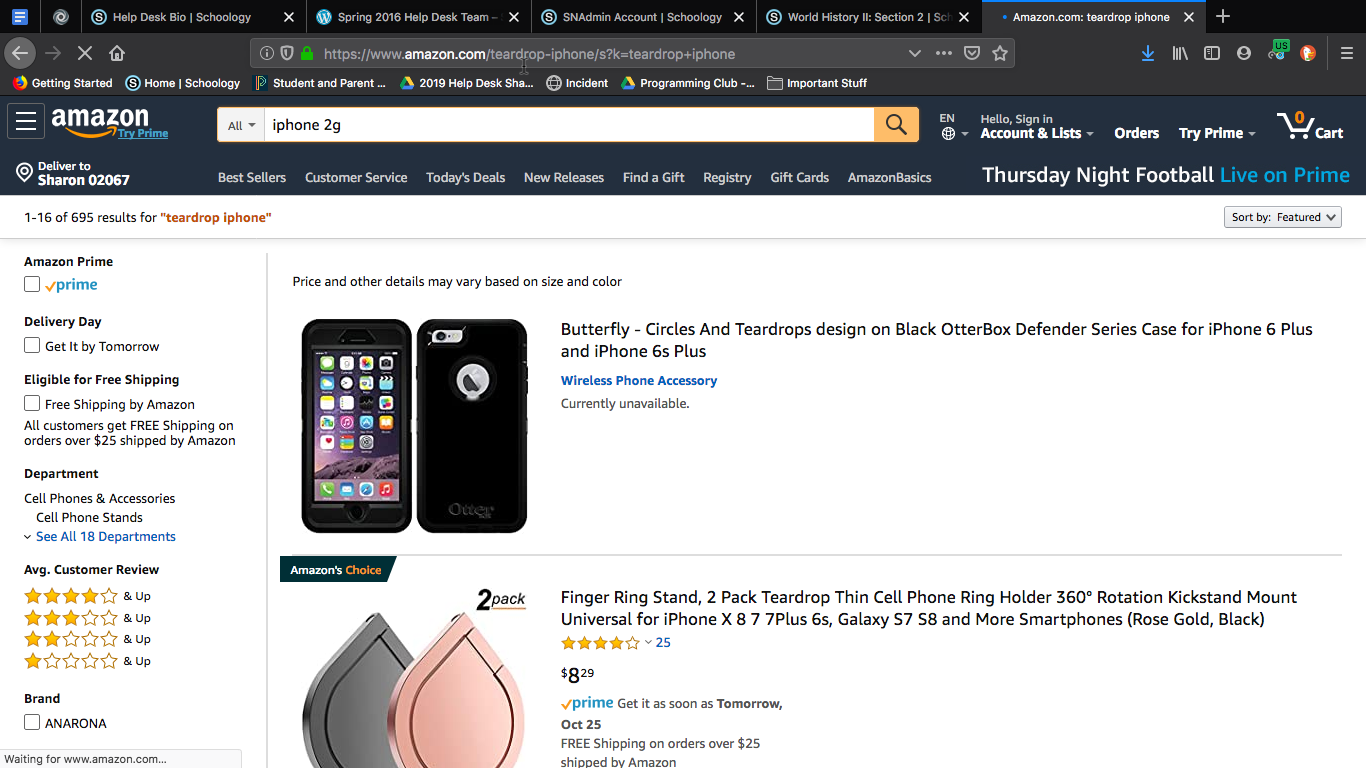 Help Desk Bio | Schoology
Spring 2016 Help Desk Team –
SNAdmin Account | Schoology
World History II: Section 2 | Sch
Amazon.com: teardrop iphone
https://www.amazon.com/teardrop-iphone/s?k=teardrop+iphone
US
Getting Started
Home | Schoology
Student and Parent ...
2019 Help Desk Sha...
Incident
Programming Club -...
Important Stuff
amazon
Try Prime
All
iphone 2g
EN
Hello, Sign in
Account & Lists
Orders
Try Prime
0
Cart
Deliver to
Sharon 02067
Best Sellers
Customer Service
Today's Deals
New Releases
Find a Gift
Registry
Gift Cards
AmazonBasics
Thursday Night Football Live on Prime
1-16 of 695 results for "teardrop iphone"
Sort by: Featured
Amazon Prime
prime
Delivery Day
Get It by Tomorrow
Eligible for Free Shipping
Free Shipping by Amazon
All customers get FREE Shipping on
orders over $25 shipped by Amazon
Department
Cell Phones & Accessories
Cell Phone Stands
See All 18 Departments
Avg. Customer Review
& Up
& Up
& Up
& Up
Brand
ANARONA
Waiting for www.amazon.com...
Price and other details may vary based on size and color
Otter
Butterfly - Circles And Teardrops design on Black OtterBox Defender Series Case for iPhone 6 Plus
and iPhone 6s Plus
Wireless Phone Accessory
Currently unavailable.
Amazon's Choice
2pack
Finger Ring Stand, 2 Pack Teardrop Thin Cell Phone Ring Holder 360° Rotation Kickstand Mount
Universal for iPhone X 8 7 7Plus 6s, Galaxy S7 S8 and More Smartphones (Rose Gold, Black)
25
$8 29
prime Get it as soon as Tomorrow,
Oct 25
FREE Shipping on orders over $25
shipped by Amazon